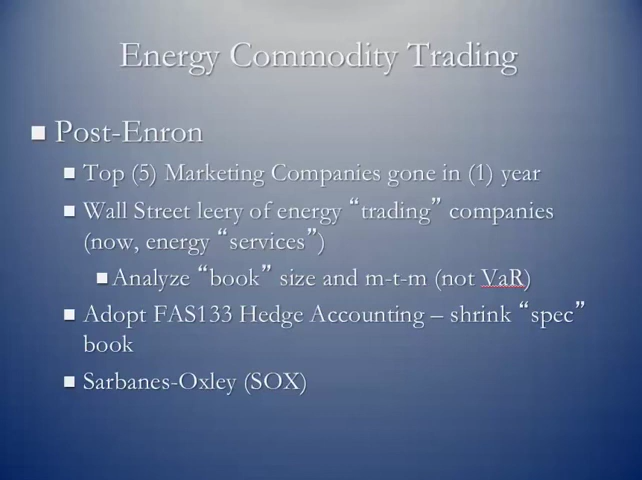 Energy Commodity Trading
■ Post-Enron
■ Top (5) Marketing Companies gone in (1) year
■ Wall Street leery of energy “trading” companies
(now, energy “services”)
■ Analyze “book” size and m-t-m (not VaR)
■ Adopt FAS133 Hedge Accounting – shrink “spec”
book
■ Sarbanes-Oxley (SOX)